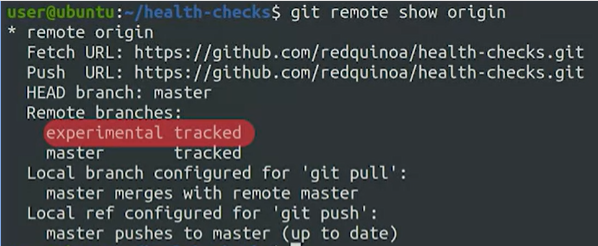 user@ubuntu:~/health-checks$ git remote show origin
* remote origin
  Fetch URL: https://github.com/redquinoa/health-checks.git
  Push  URL: https://github.com/redquinoa/health-checks.git
  HEAD branch: master
  Remote branches:
    experimental tracked
    master       tracked
  Local branch configured for 'git pull':
    master merges with remote master
  Local ref configured for 'git push':
    master pushes to master (up to date)